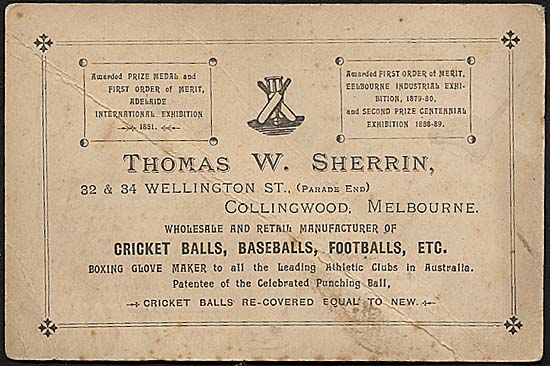 Awarded PRIZE MEDAL and
FIRST ORDER of MERIT,
ADELAIDE
INTERNATIONAL EXHIBITION
1881.
Awarded FIRST ORDER of MERIT,
EELBOURNE INDUSTRIAL EXHI-
BITION, 1879-80,
and SECOND PRIZE CENTENNIAL
EXHIBITION 1888-89.
THOMAS W. SHERRIN,
32 & 34 WELLINGTON ST., (PARADE END)
COLLINGWOOD, MELBOURNE.
WHOLESALE AND RETAIL MANUFACTURER OF
CRICKET BALLS, BASEBALLS, FOOTBALLS, ETC.
BOXING GLOVE MAKER to all the Leading Athletic Clubs in Australia.
Patentee of the Celebrated Punching Ball,
CRICKET BALLS RE-COVERED EQUAL TO NEW.